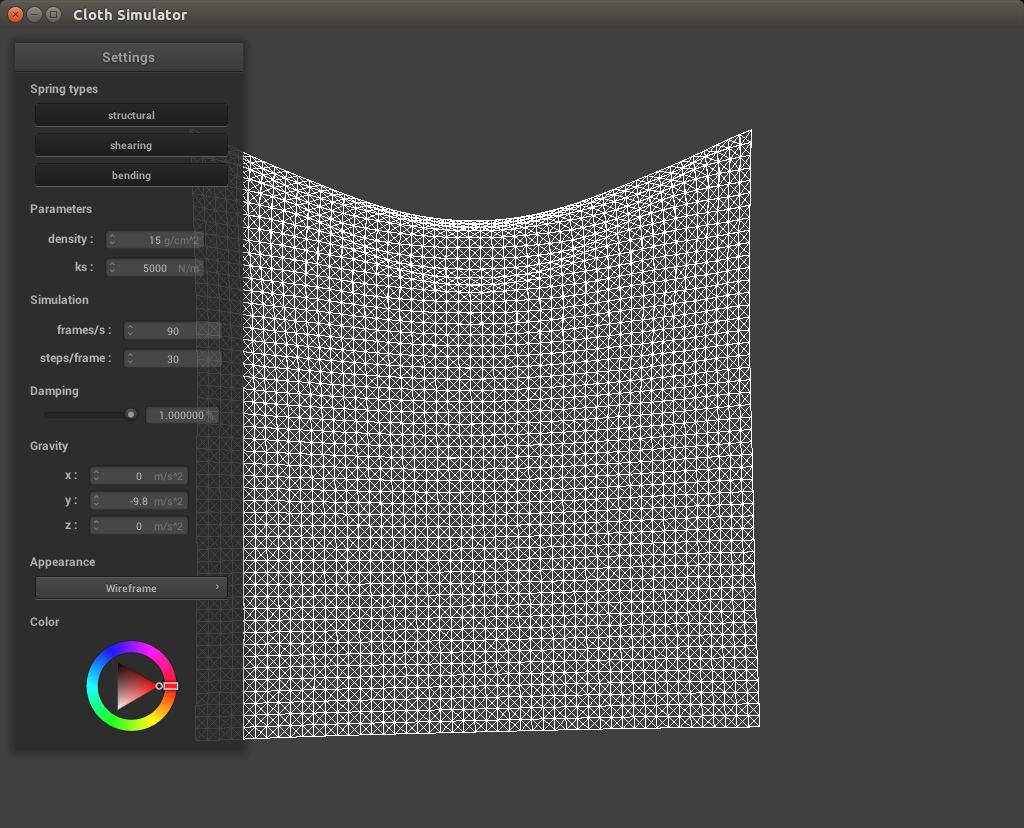 Cloth Simulator
Settings
Spring types
structural
shearing
bending
Parameters
density : 15 g/cm^2
ks : 5000 N/m
Simulation
frames/s : 90
steps/frame : 30
Damping
1.000000 %
Gravity
x : 0 m/s^2
y : -9.8 m/s^2
z : 0 m/s^2
Appearance
Wireframe
Color